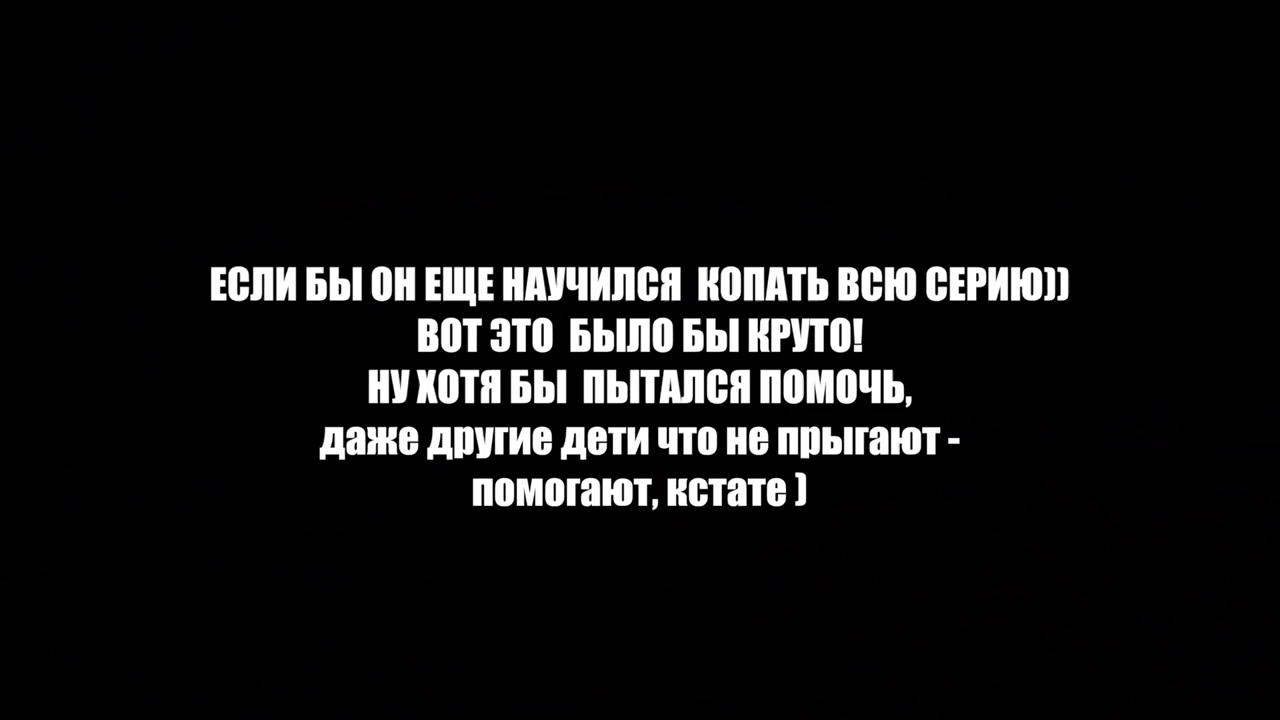 ЕСЛИ БЫ ОН ЕЩЕ НАУЧИЛСЯ  КОПАТЬ ВСЮ СЕРИЮ))
ВОТ ЭТО  БЫЛО БЫ КРУТО!
НУ ХОТЯ БЫ  ПЫТАЛСЯ ПОМОЧЬ,
даже другие дети что не прыгают -
помогают, кстате )